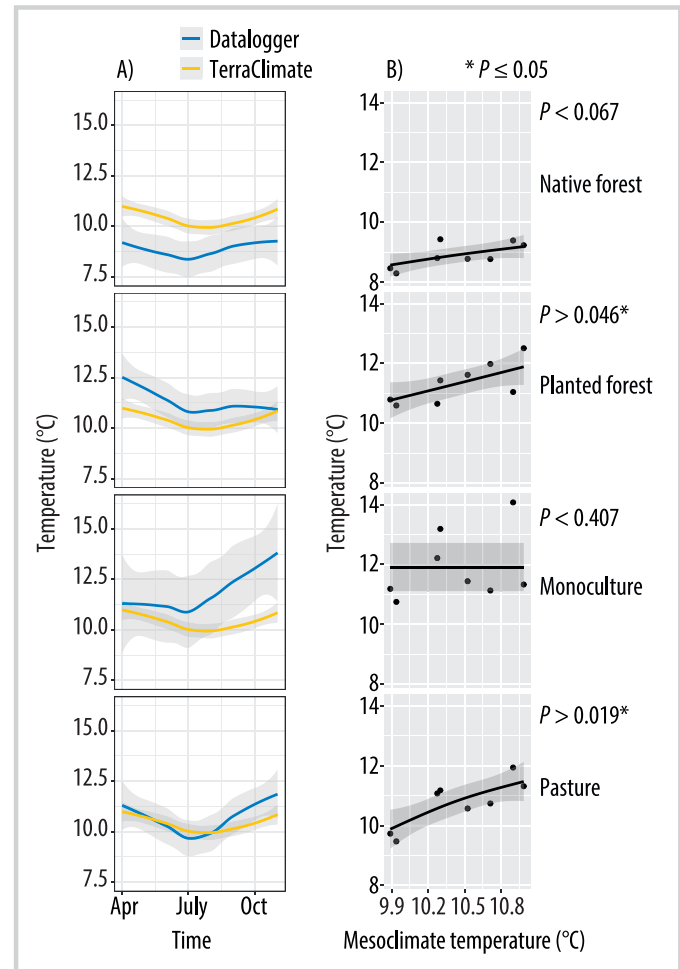 Datalogger
TerraClimate
A)
B)
* P ≤ 0.05
15.0
12.5
10.0
7.5
14
12
10
8
P < 0.067
Native forest
15.0
12.5
10.0
7.5
14
12
10
8
P > 0.046*
Planted forest
15.0
12.5
10.0
7.5
14
12
10
8
P < 0.407
Monoculture
15.0
12.5
10.0
7.5
14
12
10
8
P > 0.019*
Pasture
Temperature (°C)
Temperature (°C)
Apr July Oct
Time
9.9 10.2 10.5 10.8
Mesoclimate temperature (°C)